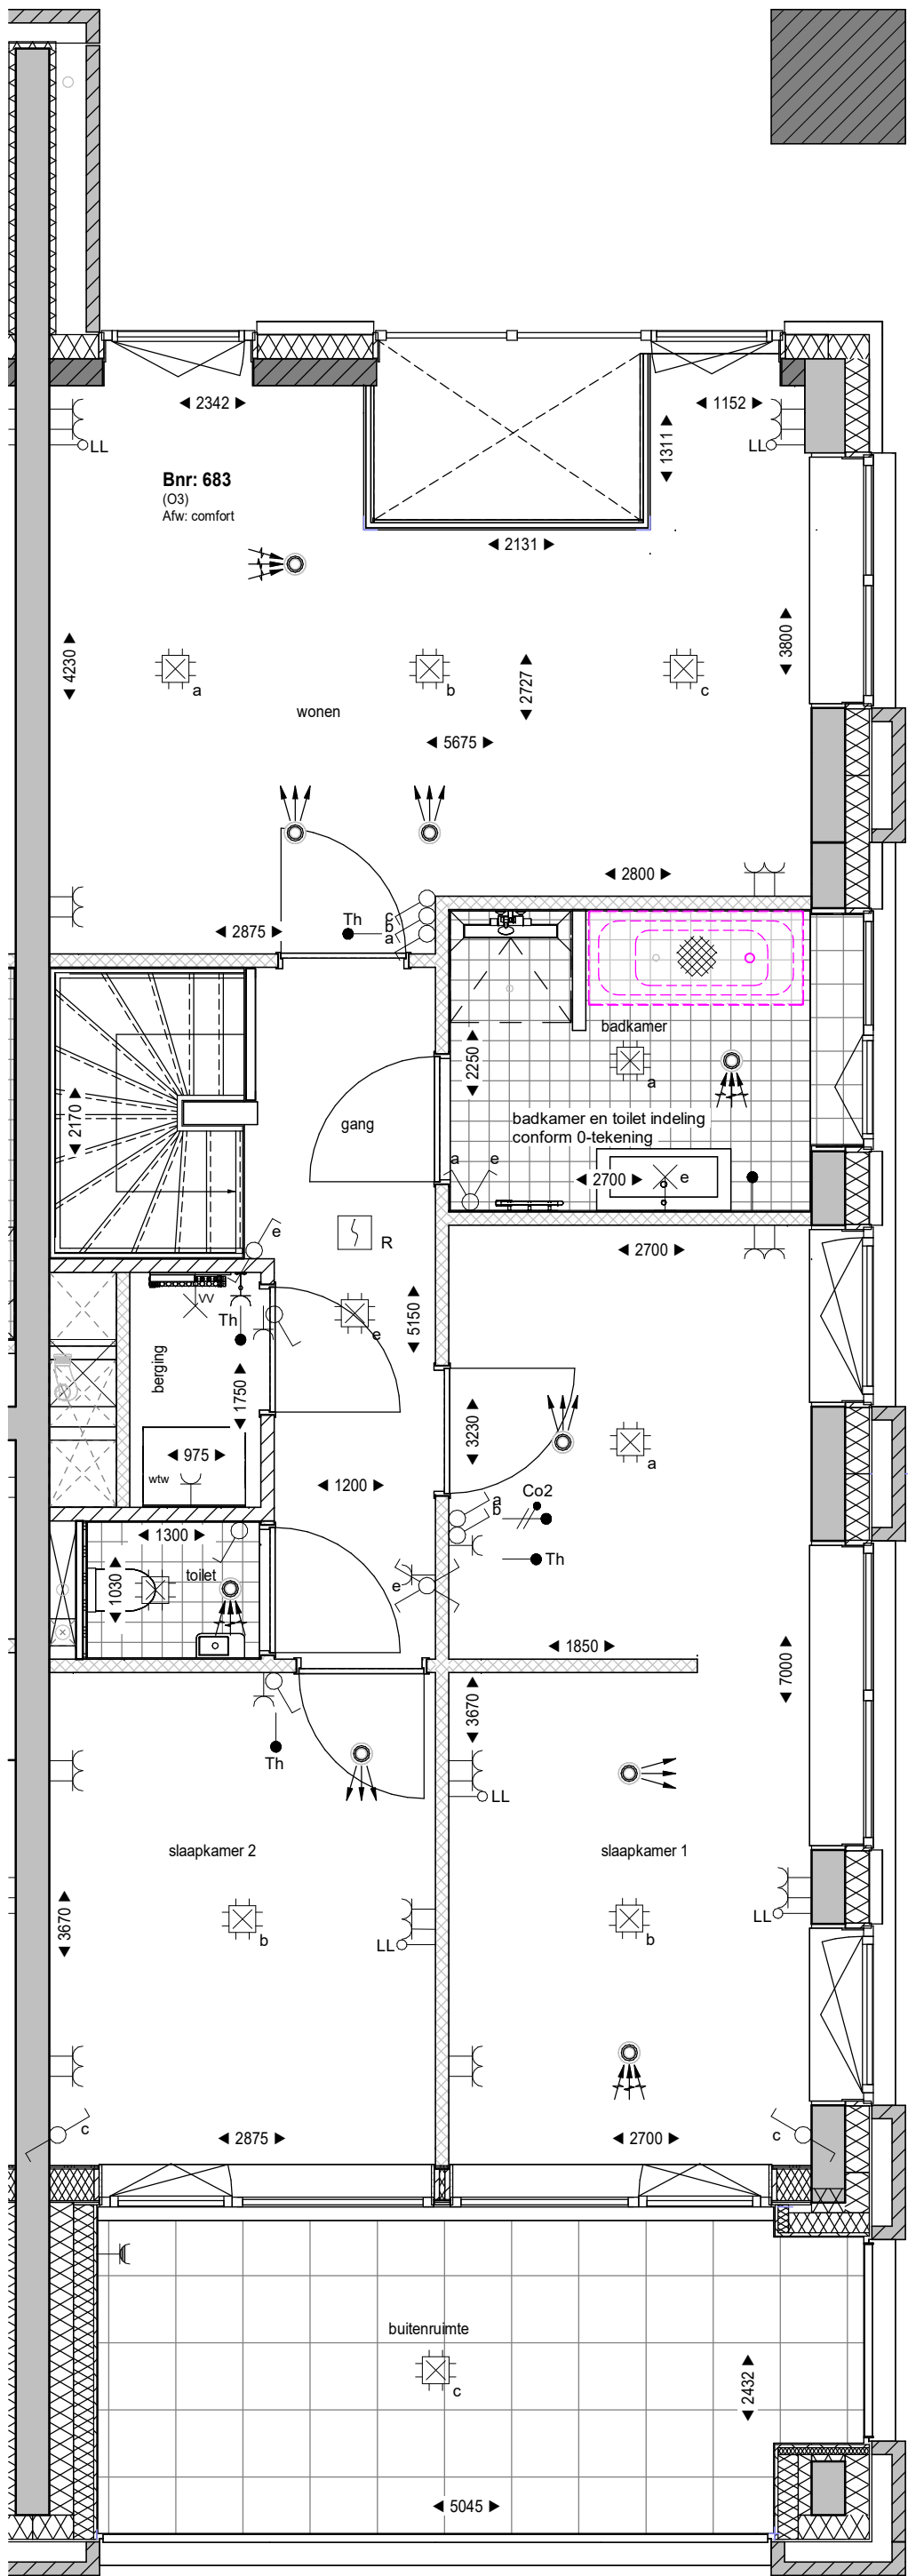 2342
1152
LL
1311
LL
Bnr: 683
(O3)
Afw: comfort
2131
4230
3800
a
b
2727
c
wonen
5675
2800
2875
Th
c
b
a
badkamer
2250
a
2170
gang
badkamer en toilet indeling
conform 0-tekening
a
e
2700
e
e
R
2700
VV
Th
e
5150
berging
1750
3230
a
975
wtw
1200
Co2
a
b
1300
Th
toilet
1030
e
1850
7000
3670
Th
LL
slaapkamer 2
slaapkamer 1
3670
LL
b
LL
b
c
2875
2700
c
buitenruimte
c
2432
5045